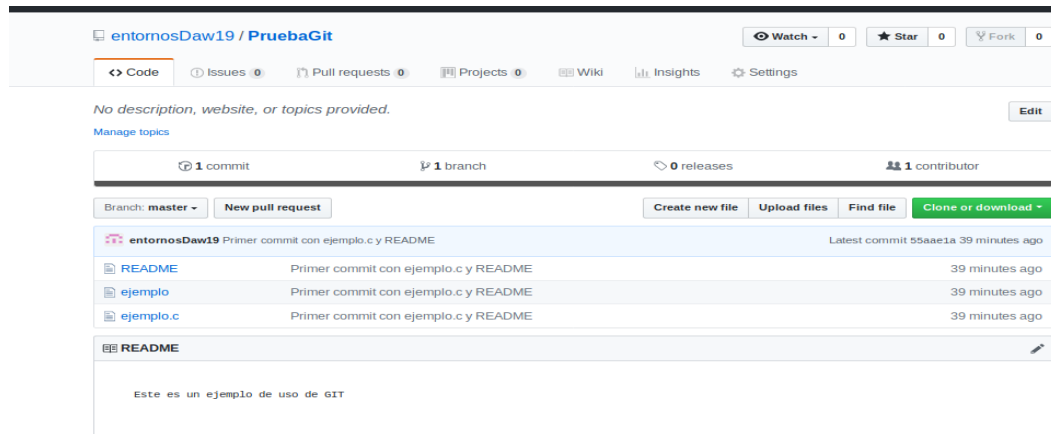 entornosDaw19 / PruebaGit Watch 0 Star 0 Fork 0
<> Code Issues 0 Pull requests 0 Projects 0 Wiki Insights Settings
No description, website, or topics provided. Edit
Manage topics
1 commit 1 branch 0 releases 1 contributor
Branch: master New pull request Create new file Upload files Find file Clone or download
entornosDaw19 Primer commit con ejemplo.c y README Latest commit 55aae1a 39 minutes ago
README Primer commit con ejemplo.c y README 39 minutes ago
ejemplo Primer commit con ejemplo.c y README 39 minutes ago
ejemplo.c Primer commit con ejemplo.c y README 39 minutes ago
README
Este es un ejemplo de uso de GIT